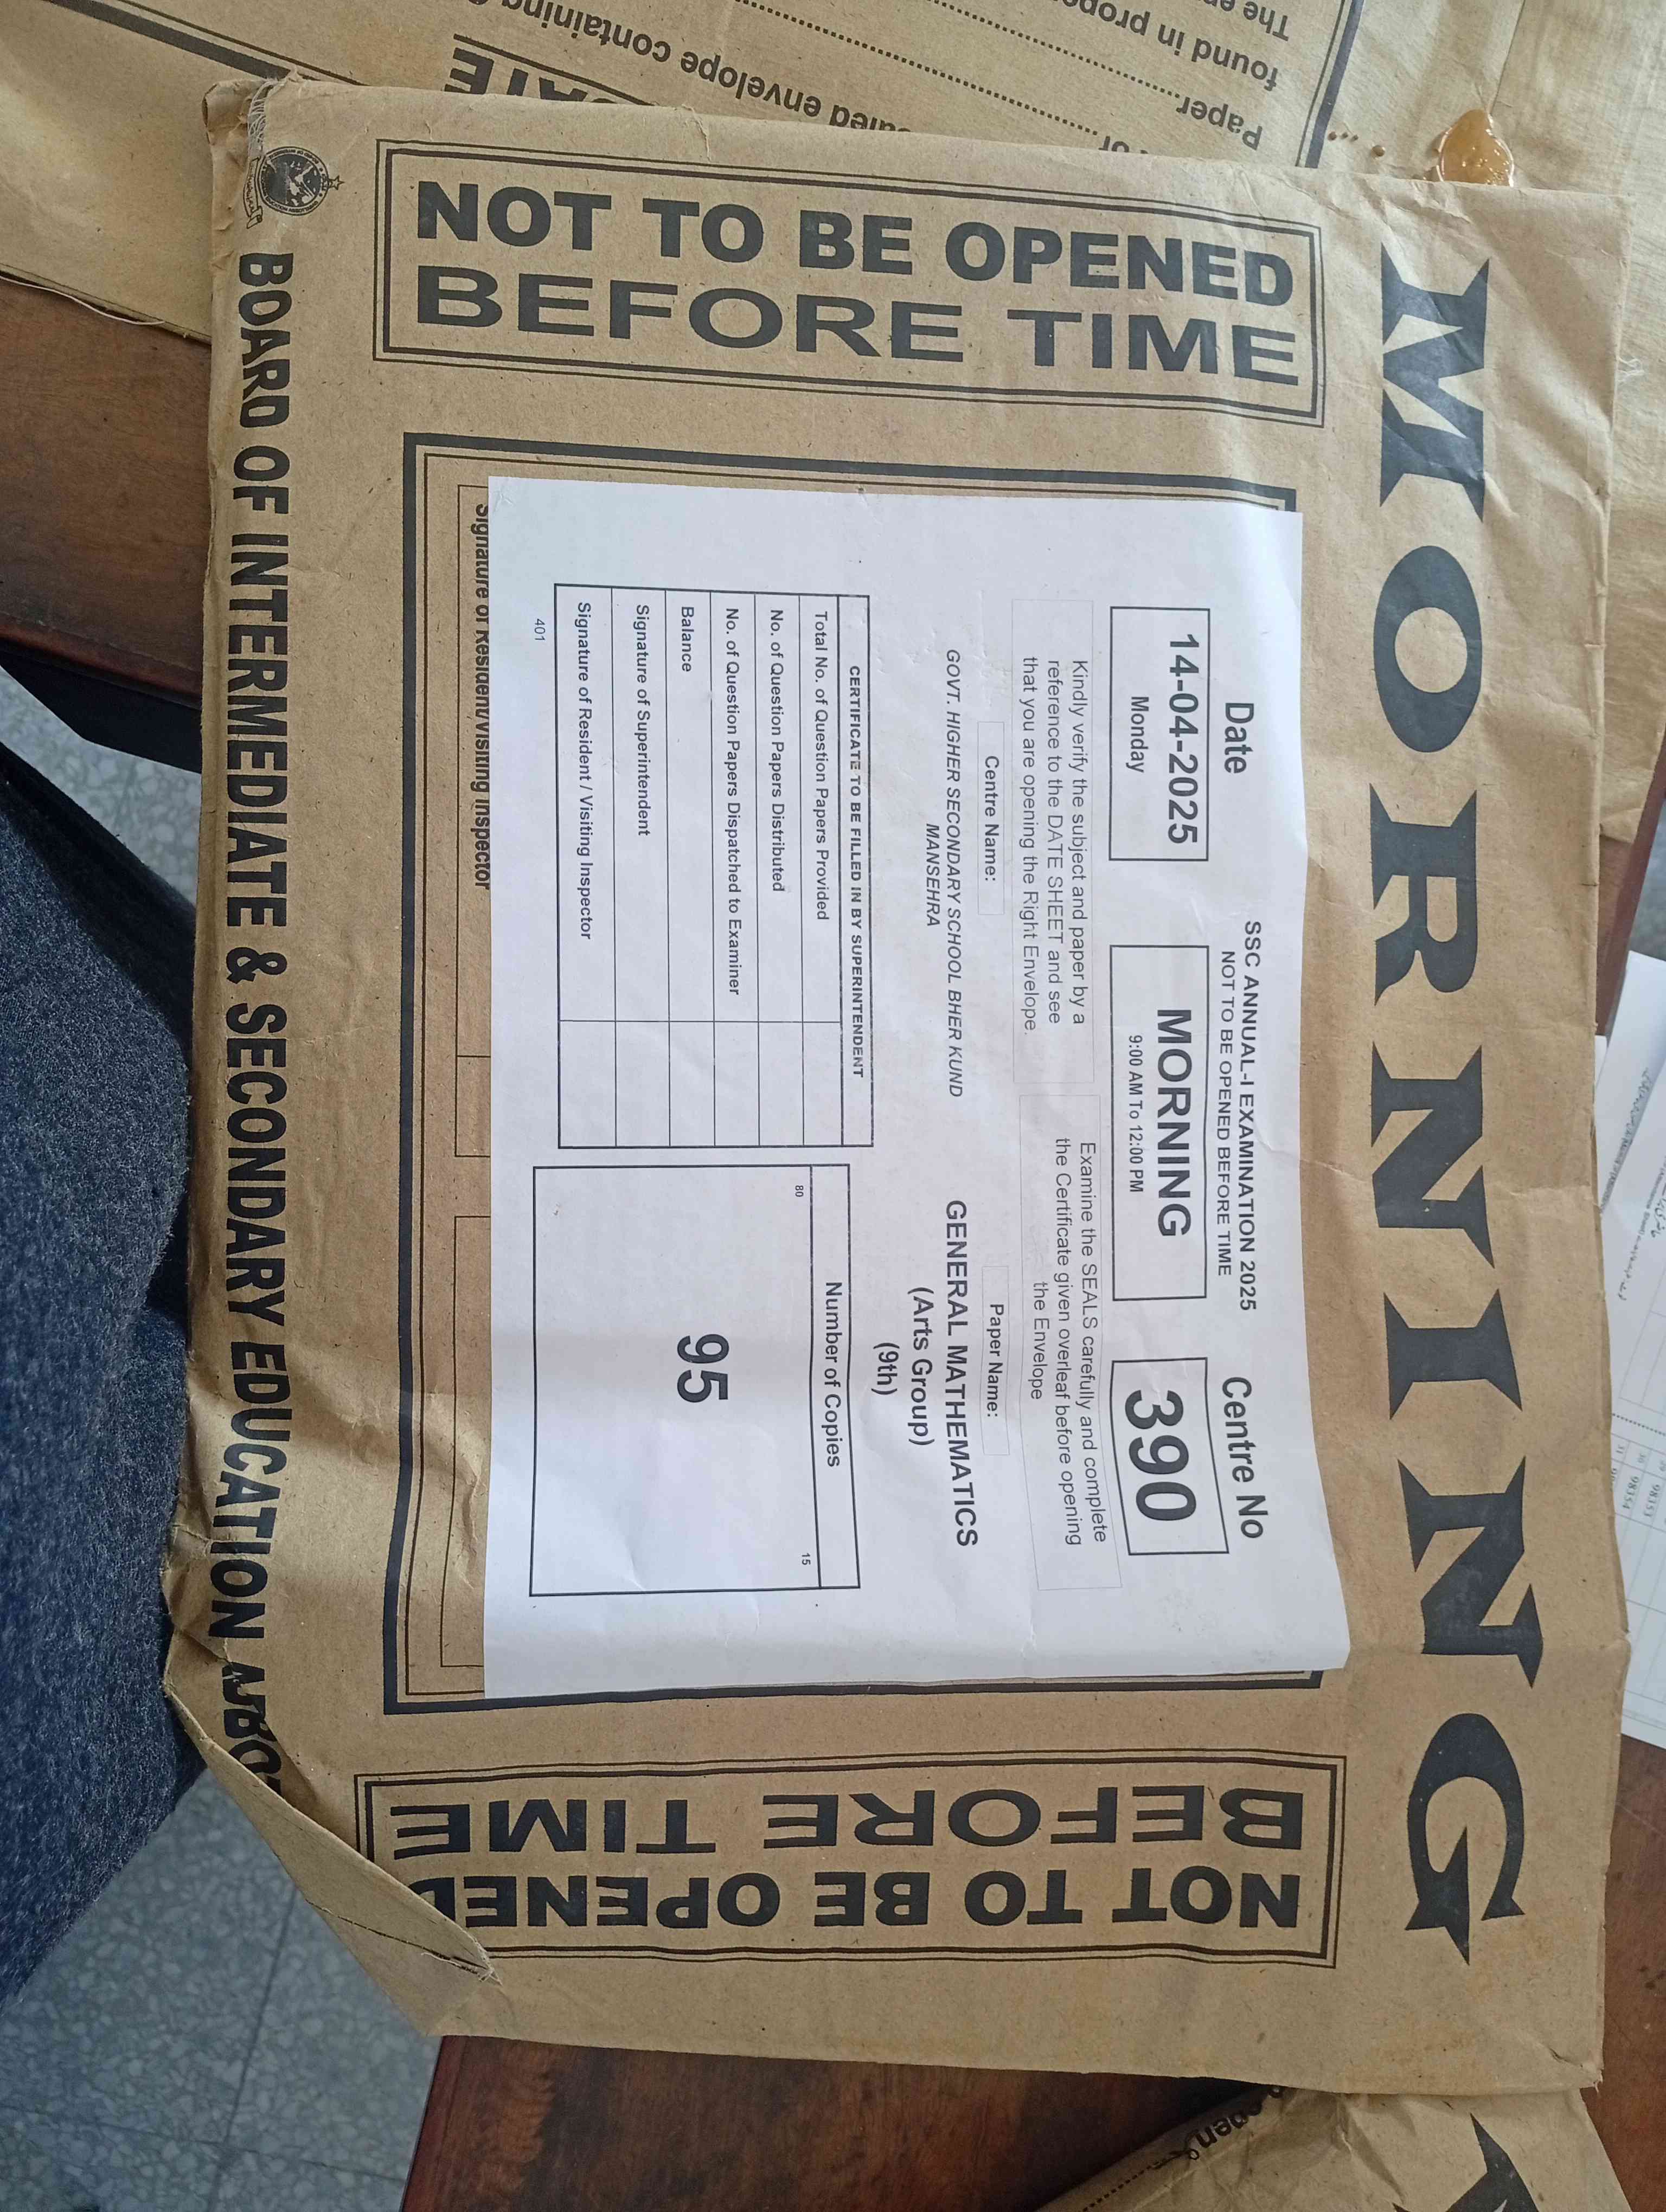 MORNING
NOT TO BE OPENED
BEFORE TIME
SSC ANNUAL-I EXAMINATION 2025
NOT TO BE OPENED BEFORE TIME
Date
14-04-2025
Monday
MORNING
9:00 AM To 12:00 PM
Centre No
390
Kindly verify the subject and paper by a
reference to the DATE SHEET and see
that you are opening the Right Envelope.
Examine the SEALS carefully and complete
the Certificate given overleaf before opening
the Envelope
Centre Name:
GOVT. HIGHER SECONDARY SCHOOL BHER KUND
MANSEHRA
Paper Name:
GENERAL MATHEMATICS
(Arts Group)
(9th)
CERTIFICATE TO BE FILLED IN BY SUPERINTENDENT
Total No. of Question Papers Provided
No. of Question Papers Distributed
No. of Question Papers Dispatched to Examiner
Balance
Signature of Superintendent
Signature of Resident / Visiting Inspector
401
Number of Copies
80
15
95
Signature of Resident/Visiting Inspector
NOT TO BE OPENED
BEFORE TIME
BOARD OF INTERMEDIATE & SECONDARY EDUCATION
envelope containing
Paper
found in
The
98353
98354